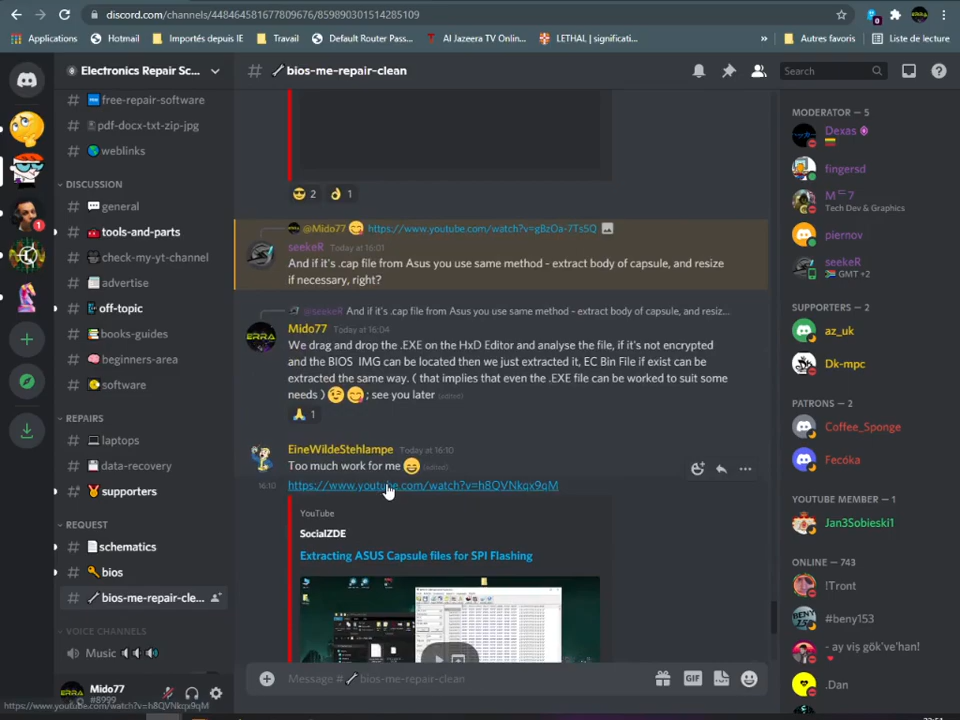 discord.com/channels/448464581677809676/859890301514285109
Applications
Hotmail
Importés depuis IE
Travail
Default Router Pass...
Al Jazeera TV Onlin...
LETHAL | significati...
»
Autres favoris
Liste de lecture
Electronics Repair Sc...
# bios-me-repair-clean
Search
# free-repair-software
# pdf-docx-txt-zip-jpg
# weblinks
DISCUSSION
# general
# tools-and-parts
# check-my-yt-channel
# advertise
# off-topic
# books-guides
# beginners-area
# software
REPAIRS
# laptops
# data-recovery
# supporters
REQUEST
# schematics
# bios
# bios-me-repair-cle...
VOICE CHANNELS
Music
Mido77
#8999
1
😎 2 👌 1
@Mido77 😋 https://www.youtube.com/watch?v=gBzOa-7Ts5Q
seekeR Today at 16:01
And if it's .cap file from Asus you use same method - extract body of capsule, and resize
if necessary, right?
@seekeR And if it's .cap file from Asus you use same method - extract body of capsule, and resiz...
Mido77 Today at 16:04
We drag and drop the .EXE on the HxD Editor and analyse the file, if it's not encrypted
and the BIOS IMG can be located then we just extracted it, EC Bin File if exist can be
extracted the same way. ( that implies that even the .EXE file can be worked to suit some
needs ) 😉 😋 ; see you later (edited)
🙏 1
EineWildeStehlampe Today at 16:10
Too much work for me 😄 (edited)
16:10 https://www.youtube.com/watch?v=h8QVNkqx9qM
YouTube
SocialZDE
Extracting ASUS Capsule files for SPI Flashing
Message # bios-me-repair-clean
GIF
MODERATOR — 5
Dexas
fingersd
Tech Dev & Graphics
piernov
seekeR
GMT +2
SUPPORTERS — 2
az_uk
Dk-mpc
PATRONS — 2
Coffee_Sponge
Fecóka
YOUTUBE MEMBER — 1
Jan3Sobieski1
ONLINE — 743
!Tront
#beny153
- ay viş gök've'han!
.Dan
https://www.youtube.com/watch?v=h8QVNkqx9qM